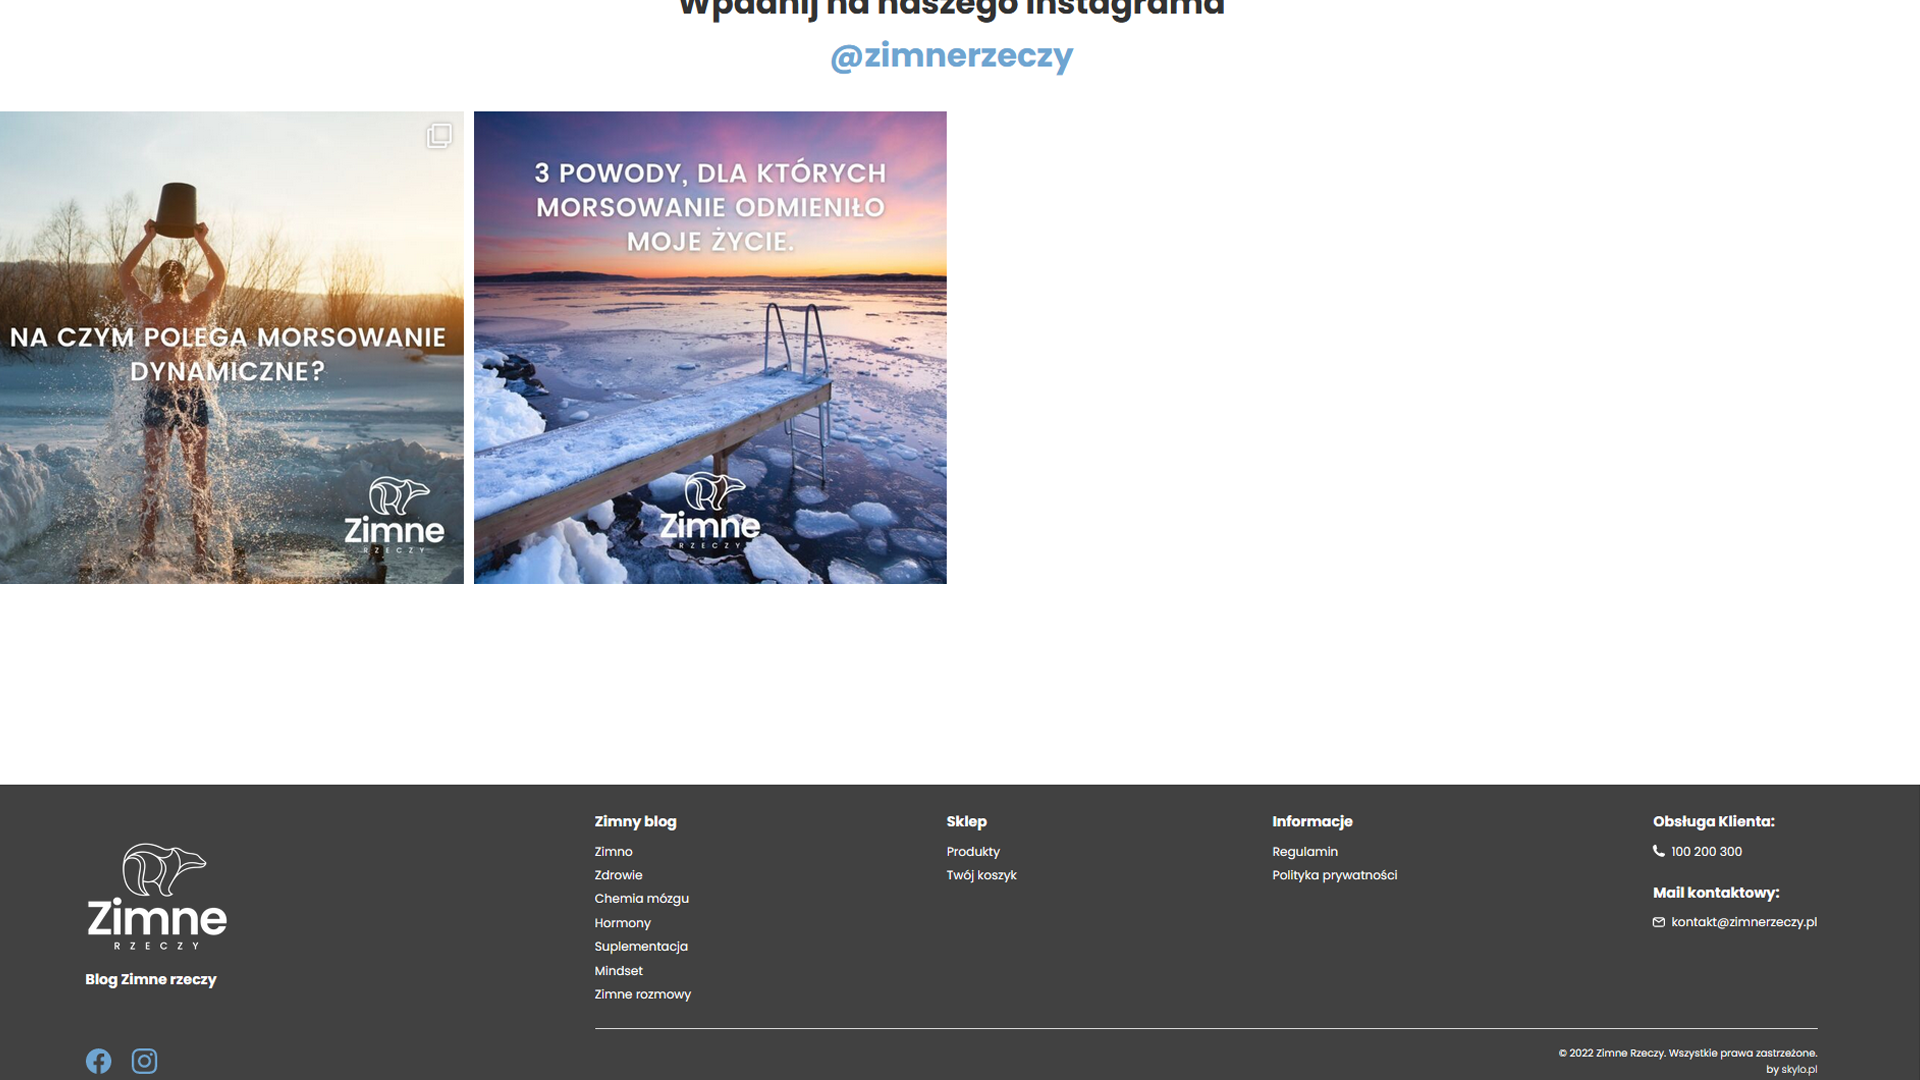 Wpadnij na naszego Instagrama
@zimnerzeczy
NA CZYM POLEGA MORSOWANIE
DYNAMICZNE?
Zimne
RZECZY
3 POWODY, DLA KTÓRYCH
MORSOWANIE ODMIENIŁO
MOJE ŻYCIE.
Zimne
RZECZY
Zimne
RZECZY
Blog Zimne rzeczy
Zimny blog
Zimno
Zdrowie
Chemia mózgu
Hormony
Suplementacja
Mindset
Zimne rozmowy
Sklep
Produkty
Twój koszyk
Informacje
Regulamin
Polityka prywatności
Obsługa Klienta:
100 200 300
Mail kontaktowy:
kontakt@zimnerzeczy.pl
© 2022 Zimne Rzeczy. Wszystkie prawa zastrzeżone.
by skylo.pl